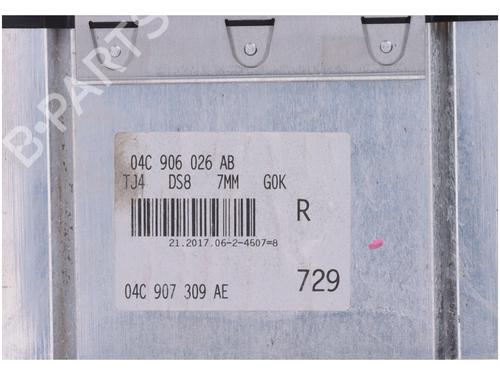 B-PARTS
04C 906 026 AB
TJ4 DS8 7MM G0K
R
21.2017.06-2-4507=8
04C 907 309 AE
729